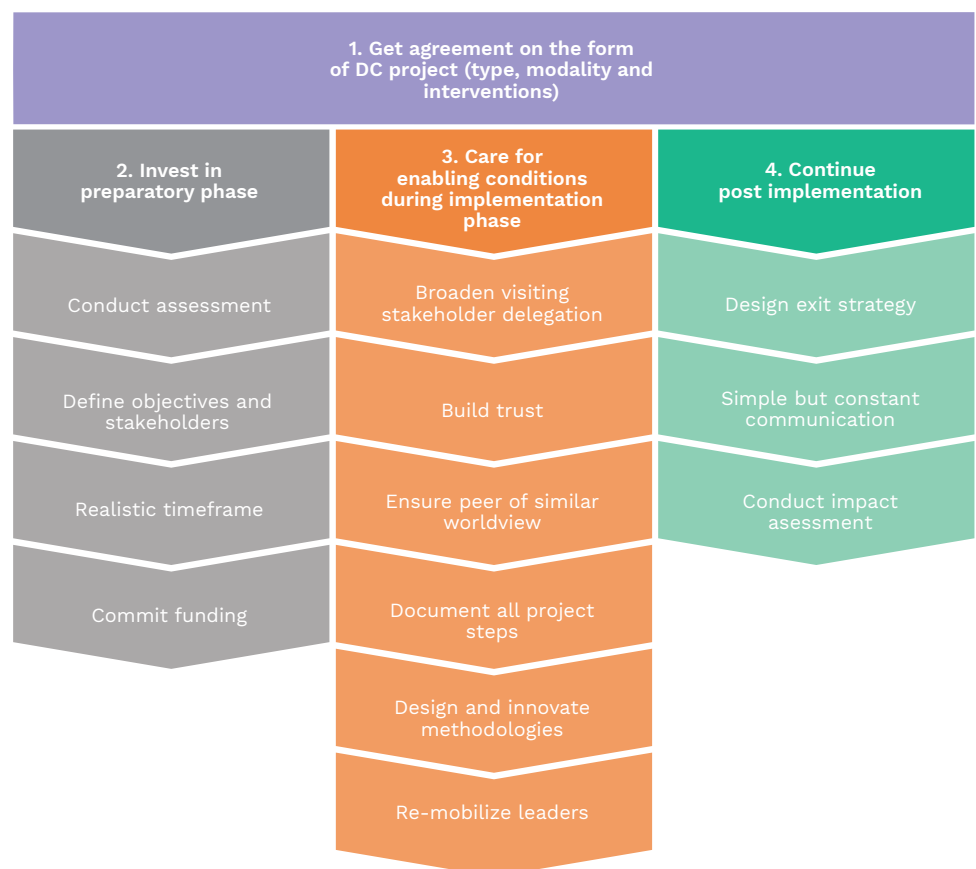 1. Get agreement on the form
of DC project (type, modality and
interventions)
2. Invest in
preparatory phase
Conduct assessment
Define objectives and
stakeholders
Realistic timeframe
Commit funding
3. Care for
enabling conditions
during implementation
phase
Broaden visiting
stakeholder delegation
Build trust
Ensure peer of similar
worldview
Document all project
steps
Design and innovate
methodologies
Re-mobilize leaders
4. Continue
post implementation
Design exit strategy
Simple but constant
communication
Conduct impact
asessment